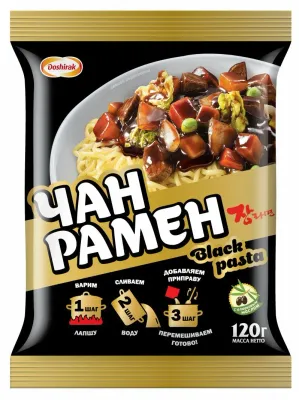 Doshirak
ЧАН
РАМЕН
Black
pasta
ВАРИМ
1 ШАГ
ЛАПШУ
СЛИВАЕМ
2 ШАГ
ВОДУ
ДОБАВЛЯЕМ
ПРИПРАВУ
3 ШАГ
ПЕРЕМЕШИВАЕМ
ГОТОВО!
120г
МАССА НЕТТО